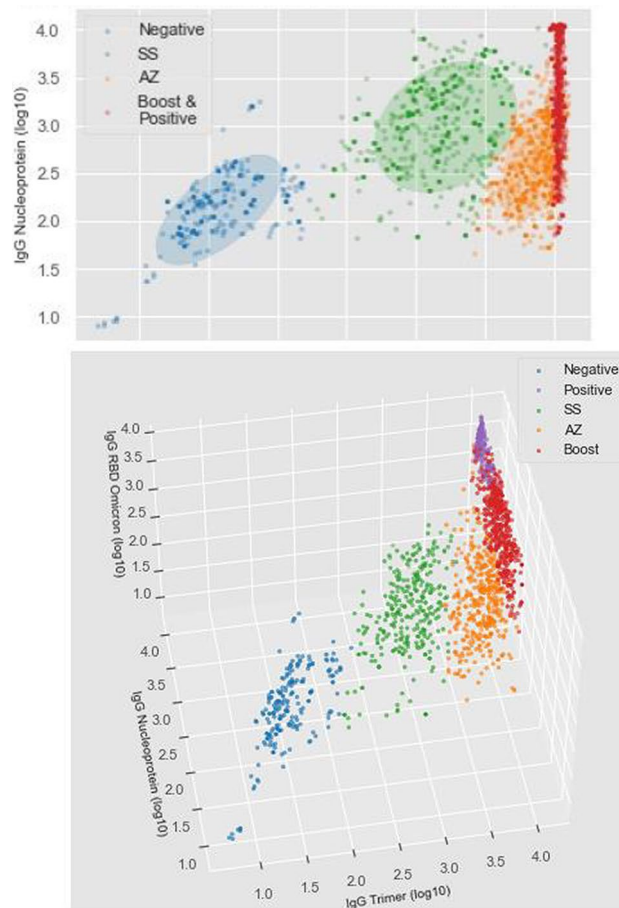 4.0
3.5
3.0
2.5
2.0
1.5
1.0
IgG Nucleoprotein (log10)
Negative
SS
AZ
Boost &
Positive
Negative
Positive
SS
AZ
Boost
4.0
3.5
3.0
2.5
2.0
1.5
1.0
IgG RBD Omicron (log10)
4.0
3.5
3.0
2.5
2.0
1.5
1.0
IgG Nucleoprotein (log10)
1.0
1.5
2.0
2.5
3.0
3.5
4.0
IgG Trimer (log10)